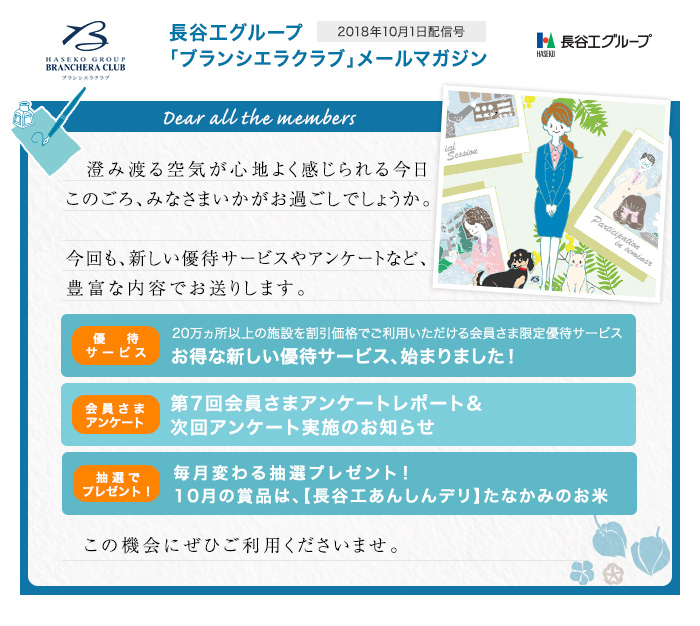 HASEKO GROUP
BRANCHERA CLUB
ブランシエラクラブ
長谷工グループ
2018年10月1日配信号
「ブランシエラクラブ」メールマガジン
HASEKO
長谷工グループ
Dear all the members
澄み渡る空気が心地よく感じられる今日
このごろ、みなさまいかがお過ごしでしょうか。
今回も、新しい優待サービスやアンケートなど、
豊富な内容でお送りします。
ial
Session
Participation
in seminar
優待
サービス
20万ヵ所以上の施設を割引価格でご利用いただける会員さま限定優待サービス
お得な新しい優待サービス、始まりました！
会員さま
アンケート
第7回会員さまアンケートレポート＆
次回アンケート実施のお知らせ
抽選で
プレゼント！
毎月変わる抽選プレゼント！
10月の賞品は、【長谷工あんしんデリ】たなかみのお米
この機会にぜひご利用くださいませ。